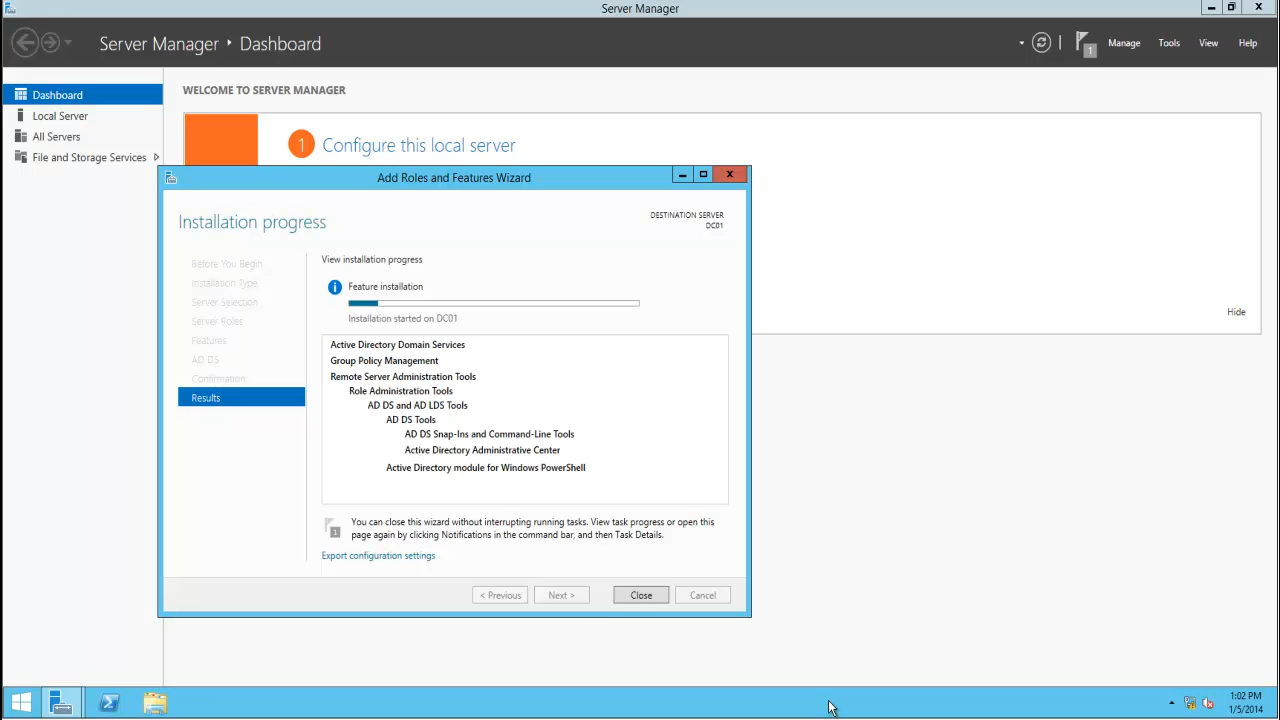 Server Manager
Server Manager ‣ Dashboard
1
Manage
Tools
View
Help
Dashboard
Local Server
All Servers
File and Storage Services
WELCOME TO SERVER MANAGER
1
Configure this local server
Hide
Add Roles and Features Wizard
Installation progress
DESTINATION SERVER
DC01
Before You Begin
Installation Type
Server Selection
Server Roles
Features
AD DS
Confirmation
Results
View installation progress
Feature installation
Installation started on DC01
Active Directory Domain Services
Group Policy Management
Remote Server Administration Tools
Role Administration Tools
AD DS and AD LDS Tools
AD DS Tools
AD DS Snap-Ins and Command-Line Tools
Active Directory Administrative Center
Active Directory module for Windows PowerShell
1
You can close this wizard without interrupting running tasks. View task progress or open this
page again by clicking Notifications in the command bar, and then Task Details.
Export configuration settings
< Previous
Next >
Close
Cancel
1:02 PM
1/5/2014